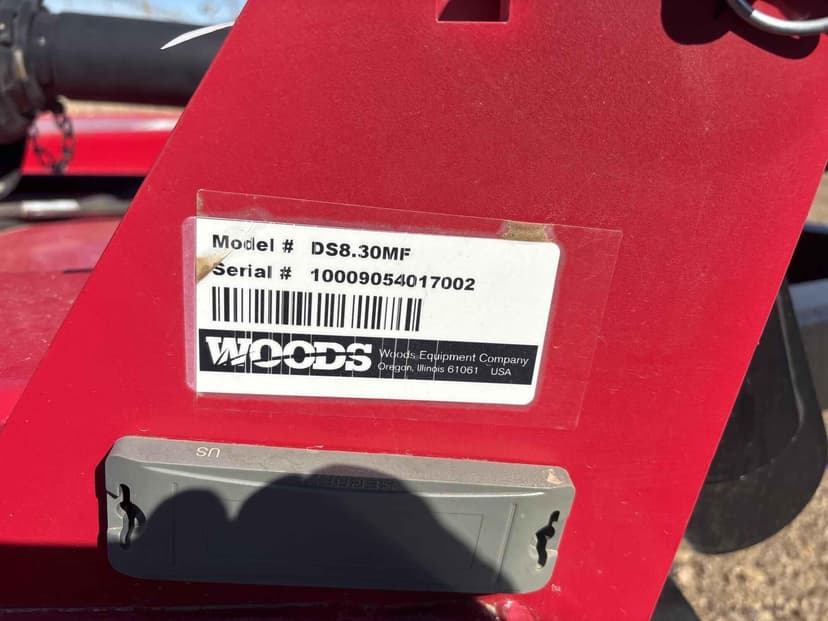 Model # DS8.30MF
Serial # 10009054017002
WOODS
Woods Equipment Company
Oregon, Illinois 61061 USA
US